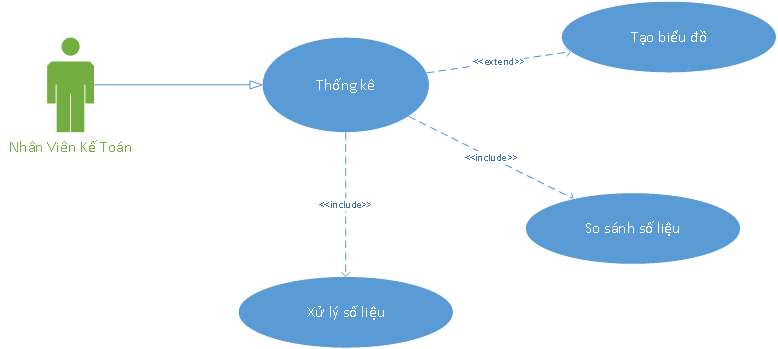 Tạo biểu đồ
<<extend>>
Thống kê
Nhân Viên Kế Toán
<<include>>
<<include>>
So sánh số liệu
Xử lý số liệu